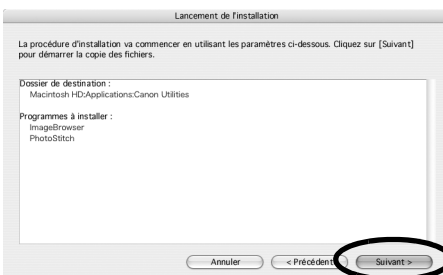 Lancement de l'installation
La procédure d'installation va commencer en utilisant les paramètres ci-dessous. Cliquez sur [Suivant]
pour démarrer la copie des fichiers.
Dossier de destination :
Macintosh HD:Applications:Canon Utilities
Programmes à installer :
ImageBrowser
PhotoStitch
Annuler
< Précédent
Suivant >